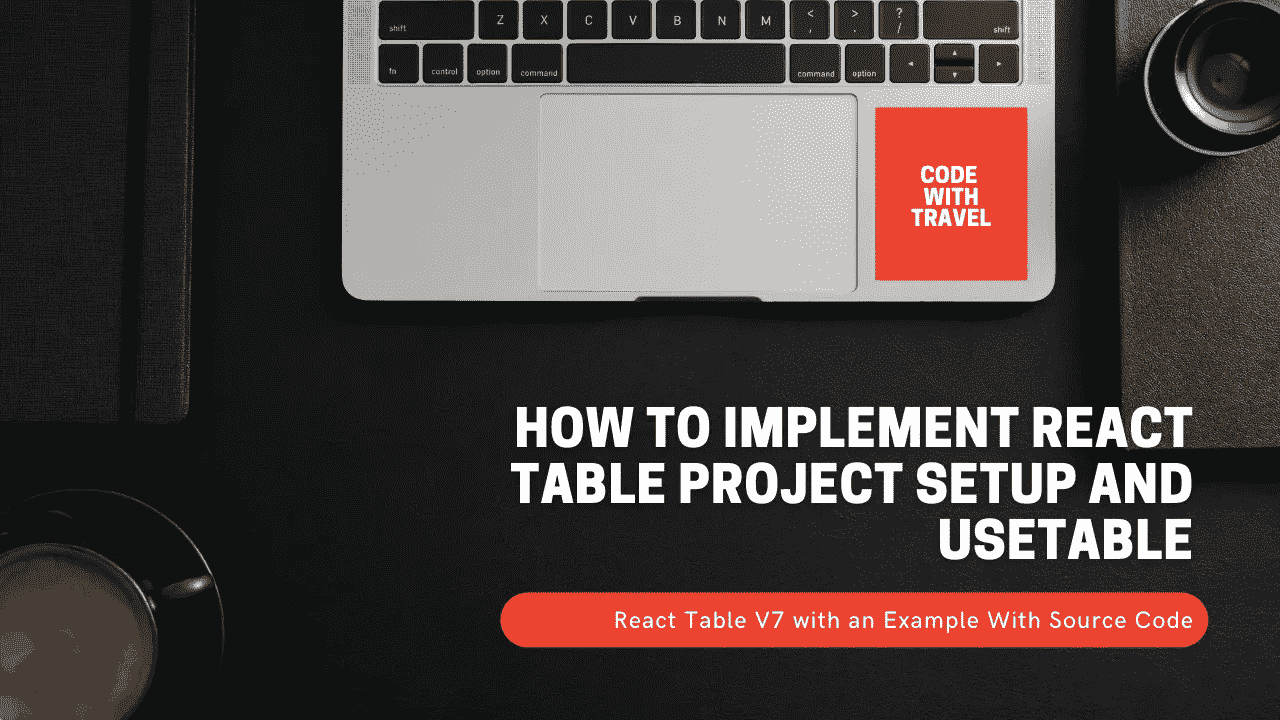 shift Z X C V B N M < , > . ? / shift
fn control option command command option
CODE
WITH
TRAVEL
HOW TO IMPLEMENT REACT
TABLE PROJECT SETUP AND
USETABLE
React Table V7 with an Example With Source Code